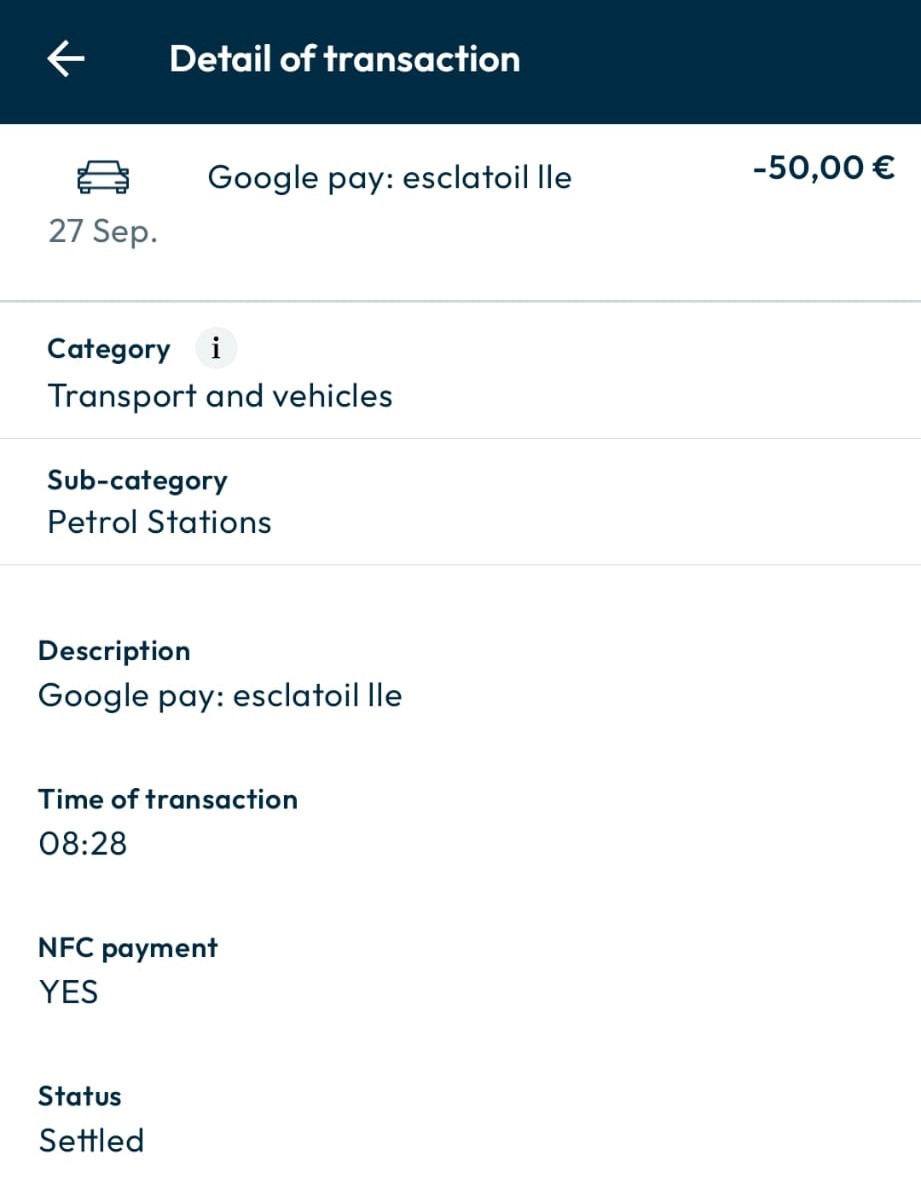 Detail of transaction
Google pay: esclatoil lle
-50,00 €
27 Sep.
Category i
Transport and vehicles
Sub-category
Petrol Stations
Description
Google pay: esclatoil lle
Time of transaction
08:28
NFC payment
YES
Status
Settled